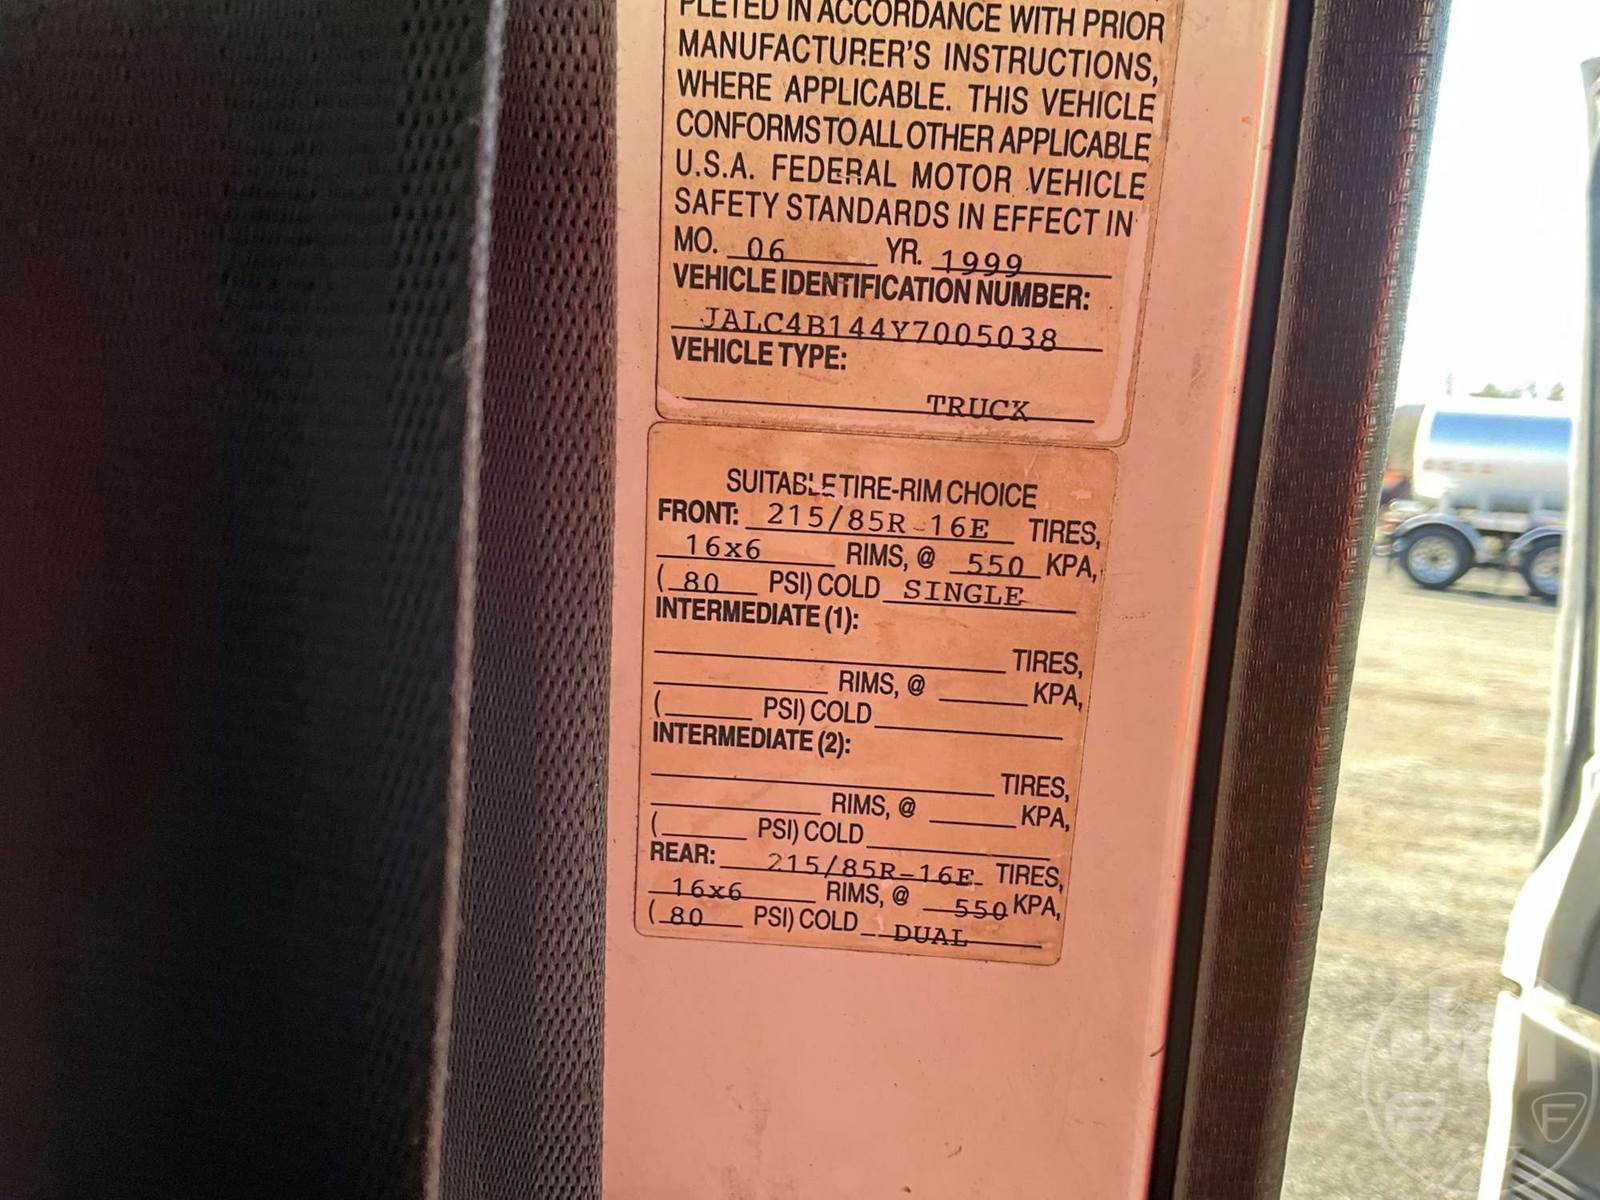 PLETED IN ACCORDANCE WITH PRIOR
MANUFACTURER'S INSTRUCTIONS,
WHERE APPLICABLE. THIS VEHICLE
CONFORMS TO ALL OTHER APPLICABLE
U.S.A. FEDERAL MOTOR VEHICLE
SAFETY STANDARDS IN EFFECT IN
MO. 06 YR. 1999
VEHICLE IDENTIFICATION NUMBER:
JALC4B144Y7005038
VEHICLE TYPE:
TRUCK
SUITABLE TIRE-RIM CHOICE
FRONT: 215/85R-16E TIRES,
16x6 RIMS, @ 550 KPA,
(80 PSI) COLD SINGLE
INTERMEDIATE (1):
TIRES,
RIMS, @ KPA,
( PSI) COLD
INTERMEDIATE (2):
TIRES,
RIMS, @ KPA,
( PSI) COLD
REAR: 215/85R-16E TIRES,
16x6 RIMS, @ 550 KPA,
(80 PSI) COLD DUAL